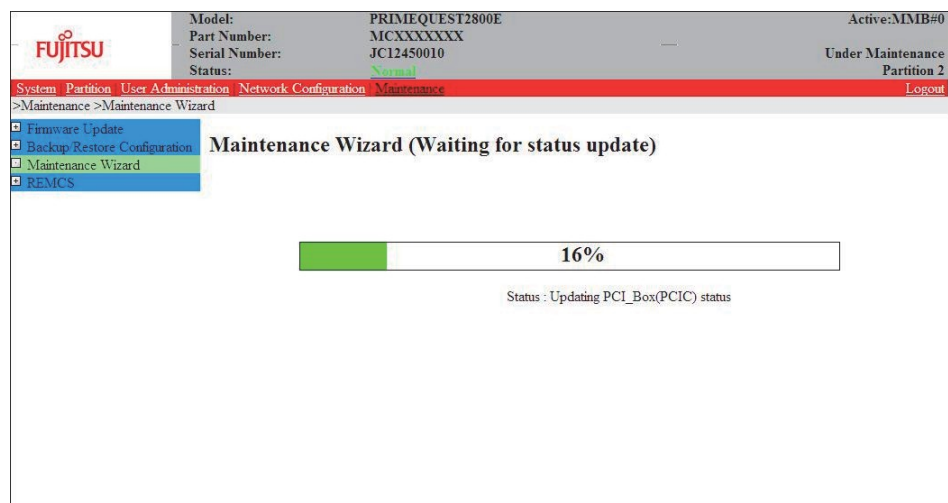 FUJITSU
Model: PRIMEQUEST2800E Active:MMB#0
Part Number: MCXXXXXXX
Serial Number: JC12450010 Under Maintenance
Status: Normal Partition 2
System Partition User Administration Network Configuration Maintenance Logout
>Maintenance >Maintenance Wizard
Firmware Update
Backup/Restore Configuration
Maintenance Wizard
REMCS
Maintenance Wizard (Waiting for status update)
16%
Status : Updating PCI_Box(PCIC) status